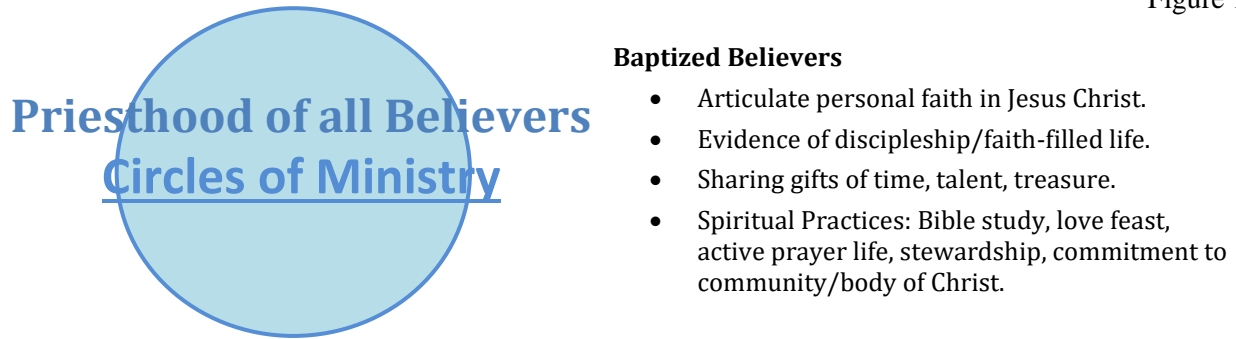 Figure
Priesthood of all Believers
Circles of Ministry
Baptized Believers
• Articulate personal faith in Jesus Christ.
• Evidence of discipleship/faith-filled life.
• Sharing gifts of time, talent, treasure.
• Spiritual Practices: Bible study, love feast,
active prayer life, stewardship, commitment to
community/body of Christ.